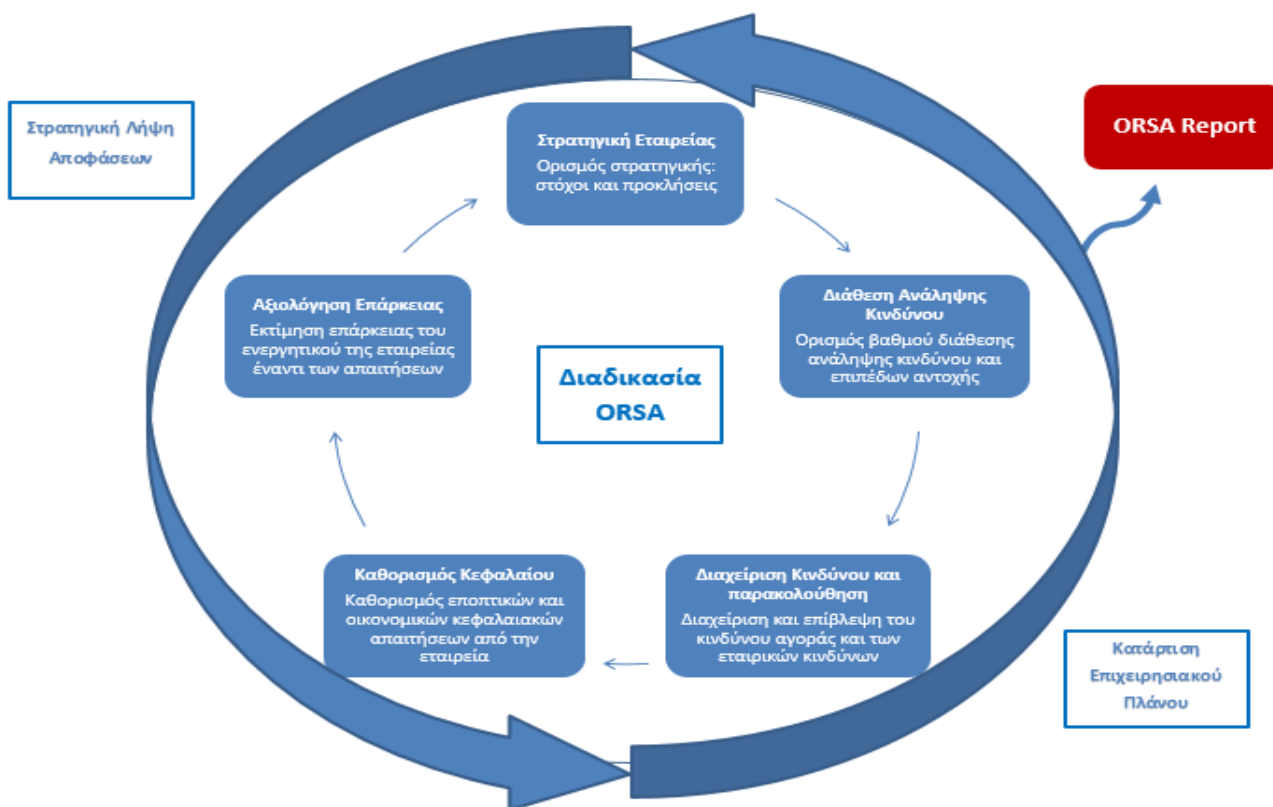 Στρατηγική Λήψη
Αποφάσεων
ORSA Report
Στρατηγική Εταιρείας
Ορισμός στρατηγικής:
στόχοι και προκλήσεις
Αξιολόγηση Επάρκειας
Εκτίμηση επάρκειας του
ενεργητικού της εταιρείας
έναντι των απαιτήσεων
Διάθεση Ανάληψης
Κινδύνου
Ορισμός βαθμού διάθεσης
ανάληψης κινδύνου και
επιπέδων αντοχής
Διαδικασία
ORSA
Καθορισμός Κεφαλαίου
Καθορισμός εποπτικών και
οικονομικών κεφαλαιακών
απαιτήσεων από την
εταιρεία
Διαχείριση Κινδύνου και
παρακολούθηση
Διαχείριση και επίβλεψη του
κινδύνου αγοράς και των
εταιρικών κινδύνων
Κατάρτιση
Επιχειρησιακού
Πλάνου